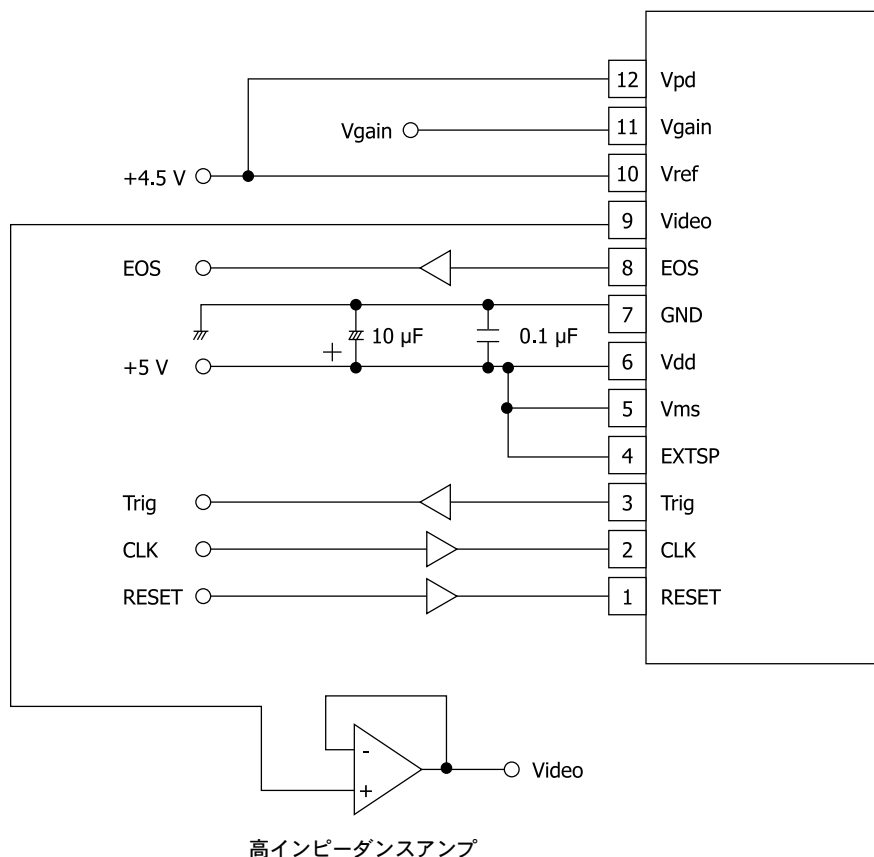 12 Vpd
Vgain 11 Vgain
+4.5 V 10 Vref
9 Video
EOS 8 EOS
7 GND
10 µF 0.1 µF
+
+5 V 6 Vdd
5 Vms
4 EXTSP
Trig 3 Trig
CLK 2 CLK
RESET 1 RESET
-
+
Video
高インピーダンスアンプ